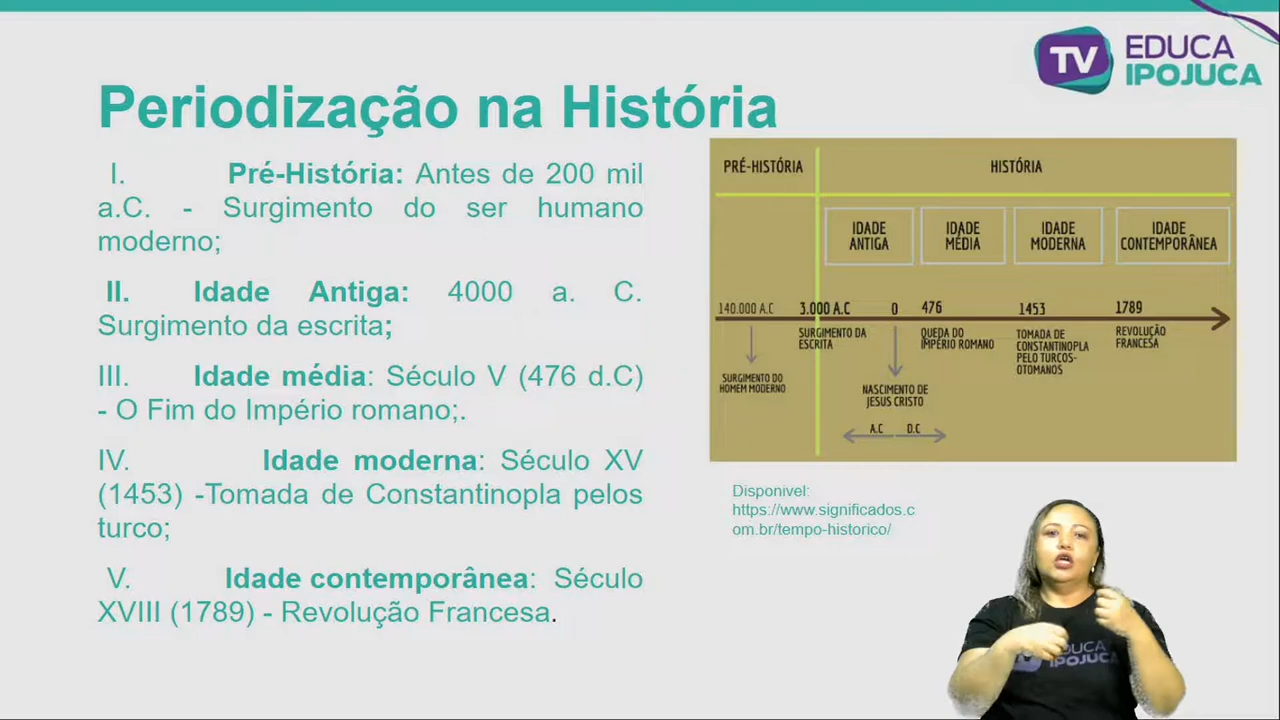 TV EDUCA
IPOJUCA
Periodização na História
I. Pré-História: Antes de 200 mil
a.C. - Surgimento do ser humano
moderno;
II. Idade Antiga: 4000 a. C.
Surgimento da escrita;
III. Idade média: Século V (476 d.C)
- O Fim do Império romano;.
IV. Idade moderna: Século XV
(1453) -Tomada de Constantinopla pelos
turco;
V. Idade contemporânea: Século
XVIII (1789) - Revolução Francesa.
PRÉ-HISTÓRIA HISTÓRIA
IDADE
ANTIGA
IDADE
MÉDIA
IDADE
MODERNA
IDADE
CONTEMPORÂNEA
140.000 A.C 3.000 A.C 0 476 1453 1789
SURGIMENTO DO
HOMEM MODERNO
SURGIMENTO DA
ESCRITA
NASCIMENTO DE
JESUS CRISTO
A.C D.C
QUEDA DO
IMPÉRIO ROMANO
TOMADA DE
CONSTANTINOPLA
PELO TURCOS-
OTOMANOS
REVOLUÇÃO
FRANCESA
Disponivel:
https://www.significados.c
om.br/tempo-historico/
TV EDUCA
IPOJUCA